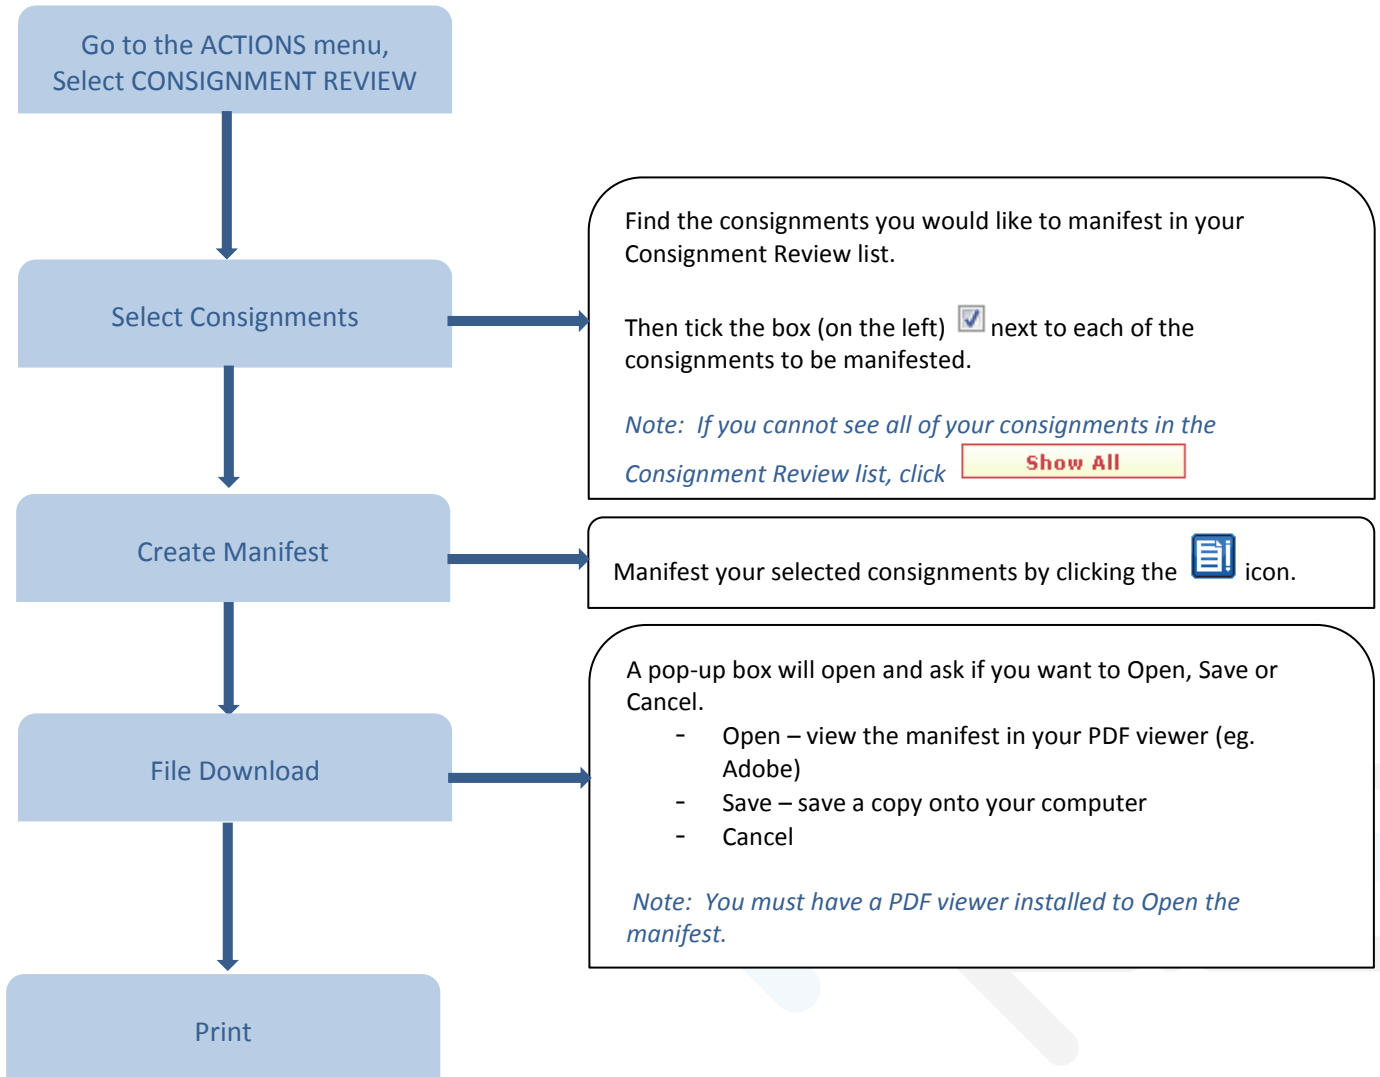 Go to the ACTIONS menu,
Select CONSIGNMENT REVIEW
Select Consignments
Find the consignments you would like to manifest in your
Consignment Review list.
Then tick the box (on the left) next to each of the
consignments to be manifested.
Note: If you cannot see all of your consignments in the
Consignment Review list, click Show All
Create Manifest
Manifest your selected consignments by clicking the icon.
File Download
A pop-up box will open and ask if you want to Open, Save or
Cancel.
- Open – view the manifest in your PDF viewer (eg.
Adobe)
- Save – save a copy onto your computer
- Cancel
Note: You must have a PDF viewer installed to Open the
manifest.
Print